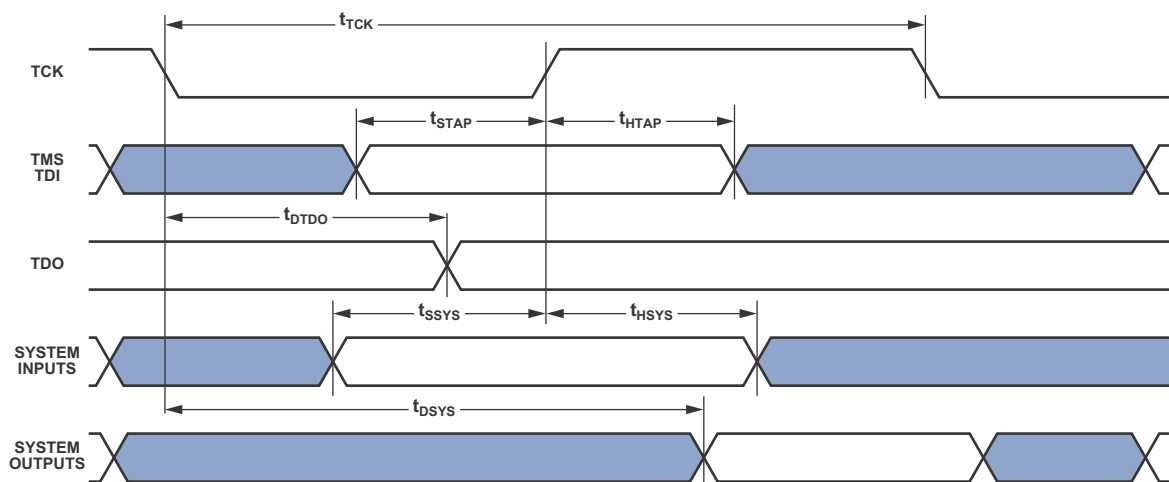 tTCK
TCK
tSTAP
tHTAP
TMS
TDI
tDTDO
TDO
tSSYS
tHSYS
SYSTEM
INPUTS
tDSYS
SYSTEM
OUTPUTS